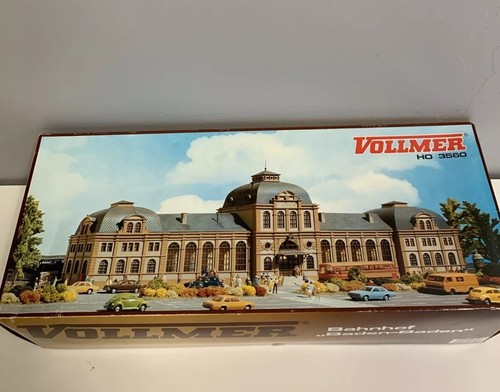 VOLLMER
HO 3560
VOLLMER
Bahnhof
„Baden-Baden"